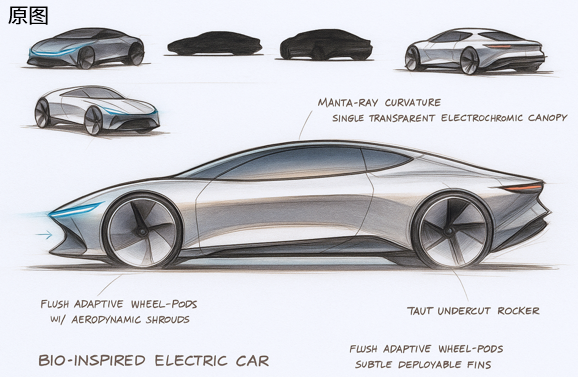 原图
MANTA-RAY CURVATURE
SINGLE TRANSPARENT ELECTROCHROMIC CANOPY
FLUSH ADAPTIVE WHEEL-PODS
W/ AERODYNAMIC SHROUDS
TAUT UNDERCUT ROCKER
FLUSH ADAPTIVE WHEEL-PODS
SUBTLE DEPLOYABLE FINS
BIO-INSPIRED ELECTRIC CAR